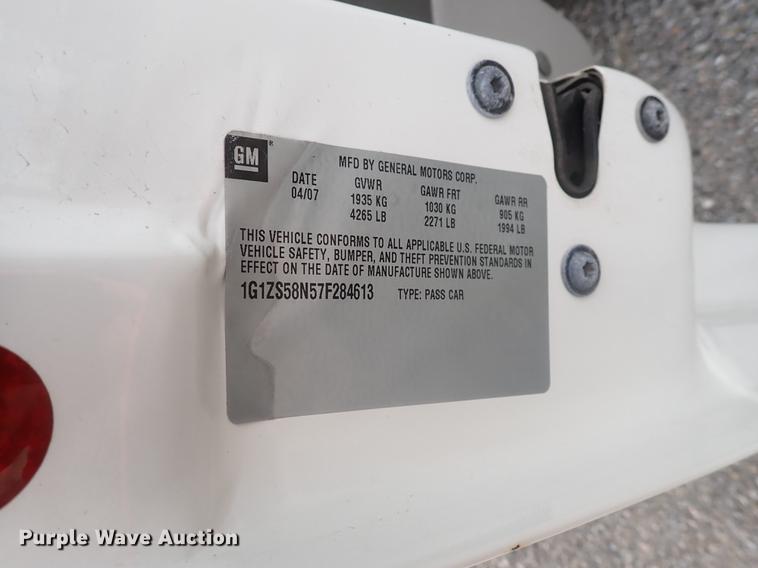 GM ®
MFD BY GENERAL MOTORS CORP.
DATE GVWR GAWR FRT GAWR RR
04/07 1935 KG 1030 KG 905 KG
4265 LB 2271 LB 1994 LB
THIS VEHICLE CONFORMS TO ALL APPLICABLE U.S. FEDERAL MOTOR
VEHICLE SAFETY, BUMPER, AND THEFT PREVENTION STANDARDS IN
EFFECT ON THE DATE OF MANUFACTURE SHOWN ABOVE.
1G1ZS58N57F284613 TYPE: PASS CAR
Purple Wave Auction